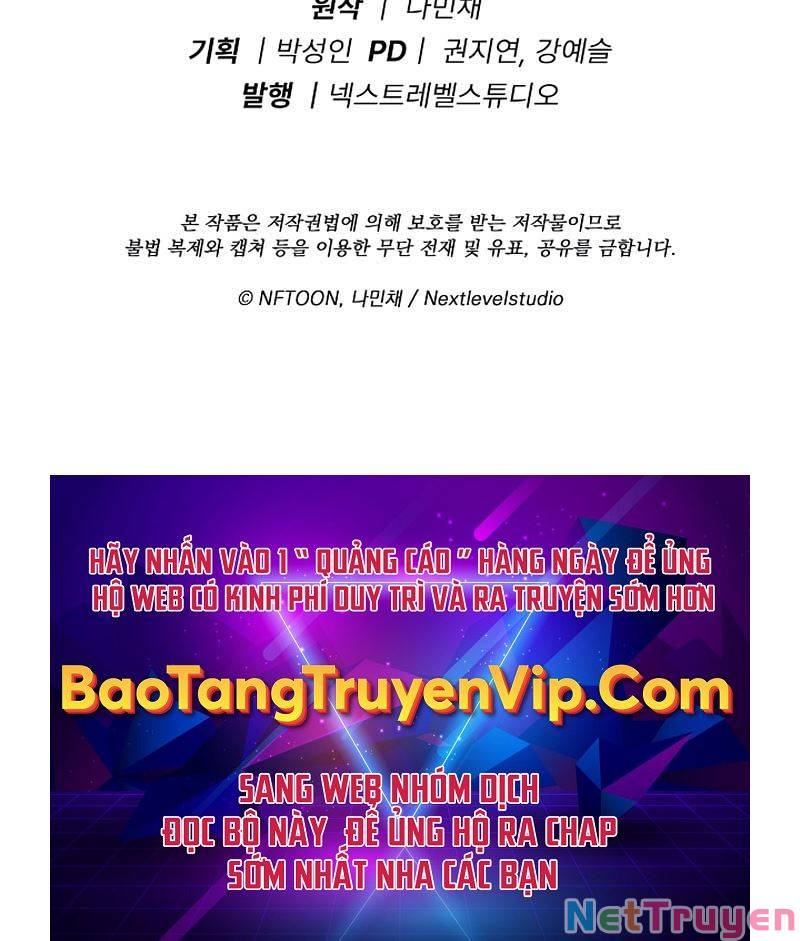 원작 | 나민채
기획 | 박성인 PD | 권지연, 강예슬
발행 | 넥스트레벨스튜디오
본 작품은 저작권법에 의해 보호를 받는 저작물이므로
불법 복제와 캡쳐 등을 이용한 무단 전재 및 유표, 공유를 금합니다.
© NFTOON, 나민채 / Nextlevelstudio
HÃY NHẤN VÀO 1 “ QUẢNG CÁO ” HÀNG NGÀY ĐỂ ỦNG
HỘ WEB CÓ KINH PHÍ DUY TRÌ VÀ RA TRUYỆN SỚM HƠN
BaoTangTruyenVip.Com
SANG WEB NHÓM DỊCH
ĐỌC BỘ NÀY ĐỂ ỦNG HỘ RA CHAP
SỚM NHẤT NHA CÁC BẠN
NetTruyen